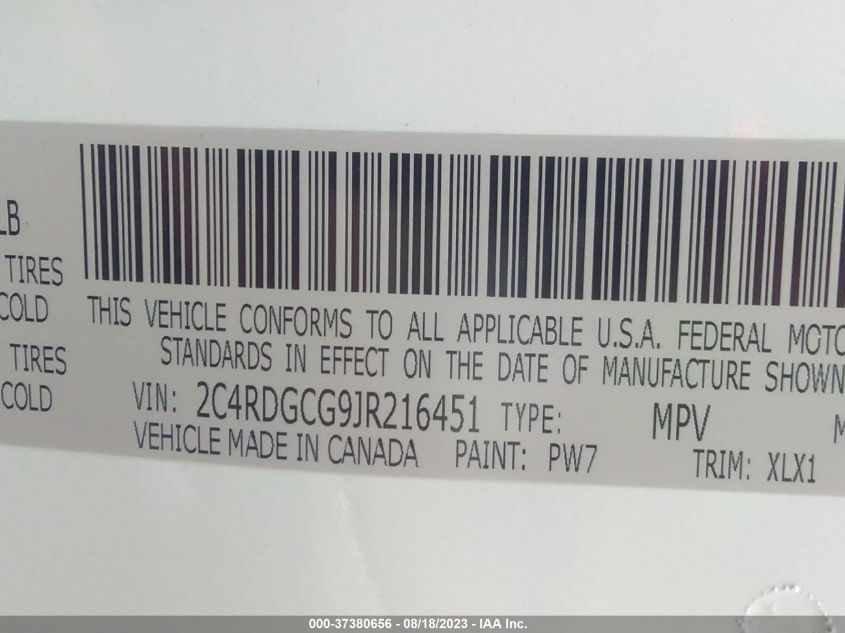 LB
TIRES
COLD
TIRES
COLD
THIS VEHICLE CONFORMS TO ALL APPLICABLE U.S.A. FEDERAL MOTO
STANDARDS IN EFFECT ON THE DATE OF MANUFACTURE SHOWN
VIN: 2C4RDGCG9JR216451 TYPE: MPV M
VEHICLE MADE IN CANADA PAINT: PW7 TRIM: XLX1
000-37380656 - 08/18/2023 - IAA Inc.